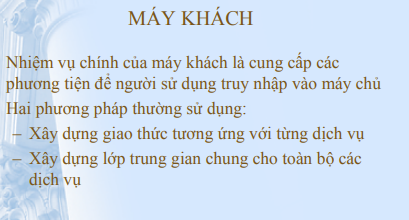 MÁY KHÁCH
Nhiệm vụ chính của máy khách là cung cấp các
phương tiện để người sử dụng truy nhập vào máy chủ
Hai phương pháp thường sử dụng:
– Xây dựng giao thức tương ứng với từng dịch vụ
– Xây dựng lớp trung gian chung cho toàn bộ các
dịch vụ